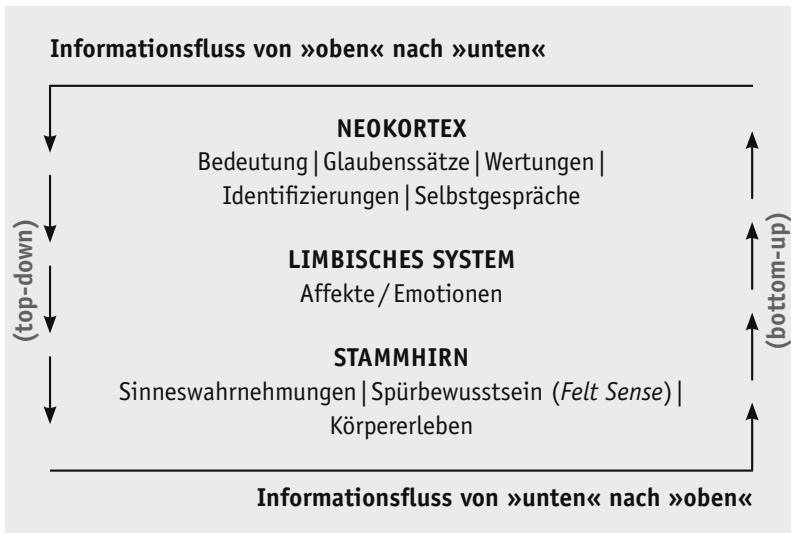 Informationsfluss von »oben« nach »unten«
NEOKORTEX
Bedeutung | Glaubenssätze | Wertungen |
Identifizierungen | Selbstgespräche
(top-down)
LIMBISCHES SYSTEM
Affekte / Emotionen
(bottom-up)
STAMMHIRN
Sinneswahrnehmungen | Spürbewusstsein (Felt Sense) |
Körpererleben
Informationsfluss von »unten« nach »oben«